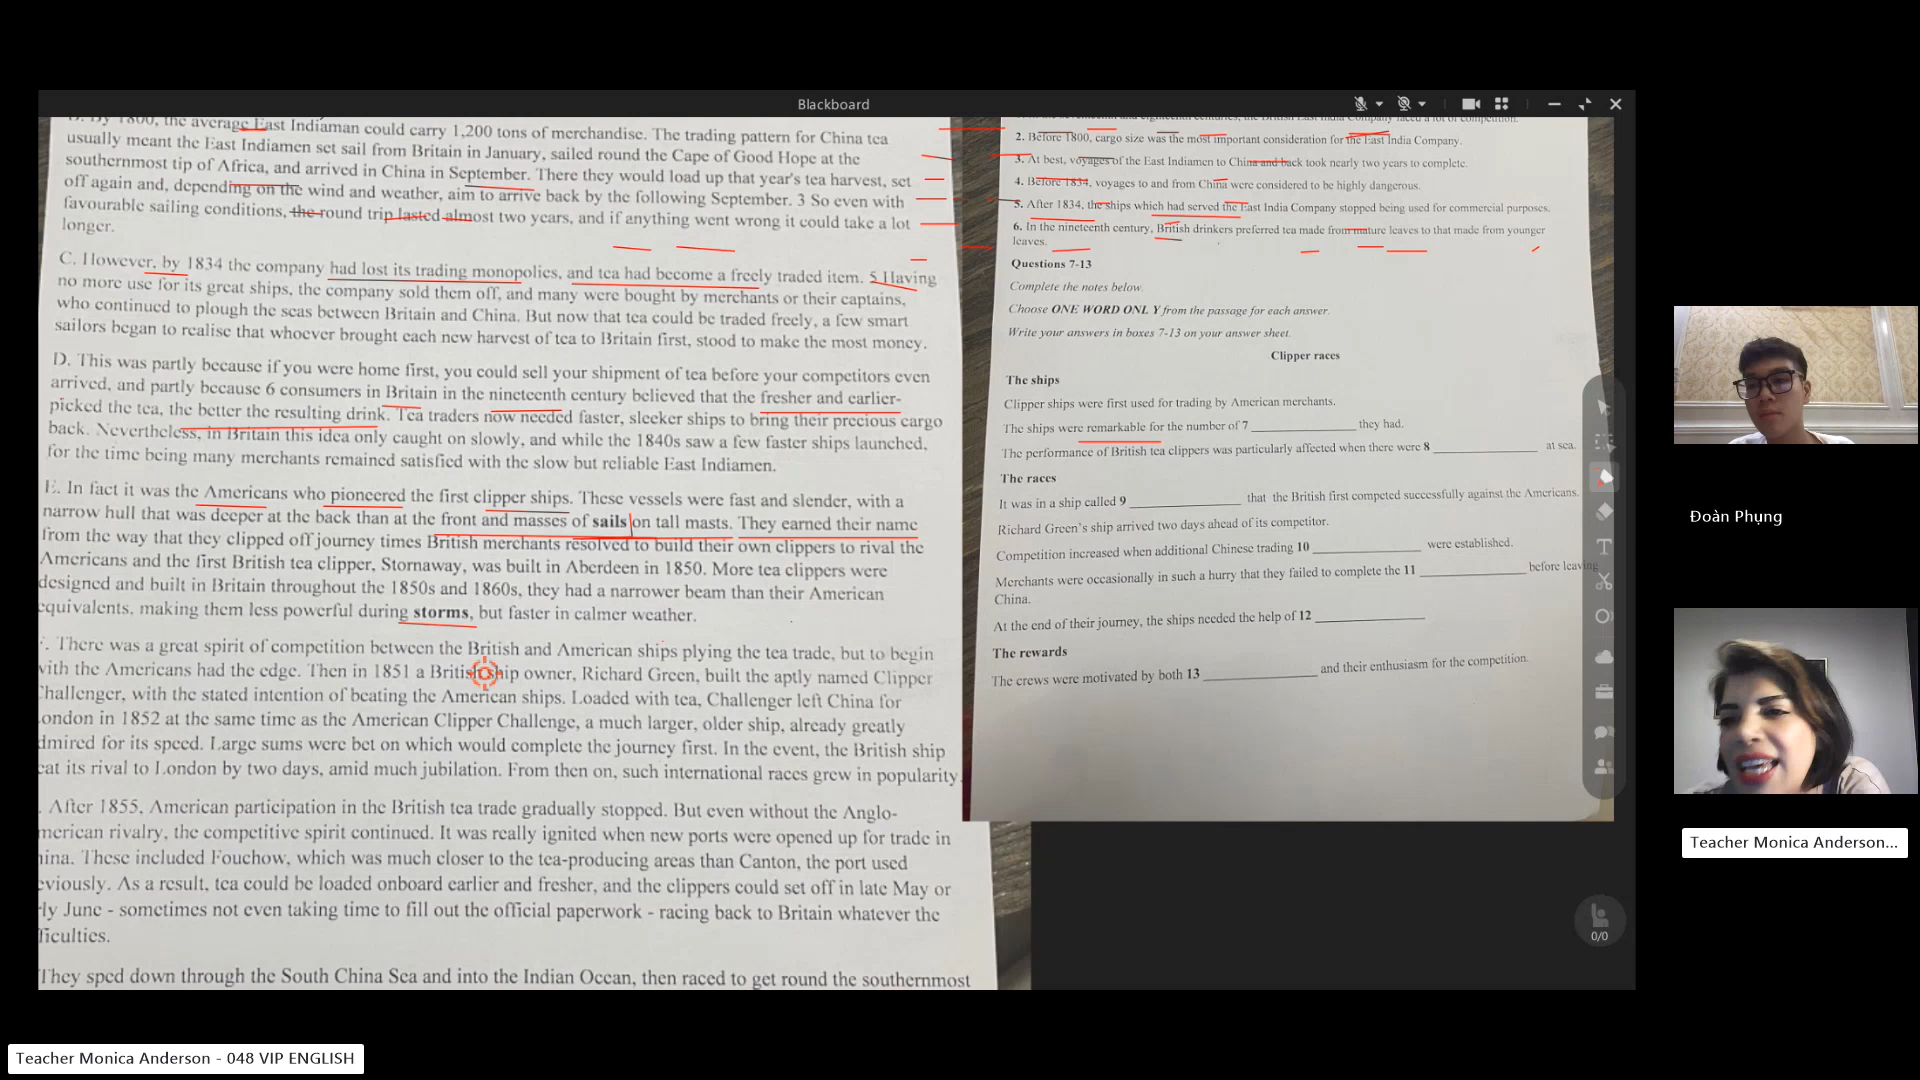 Blackboard
B. By 1800, the average East Indiaman could carry 1,200 tons of merchandise. The trading pattern for China tea
usually meant the East Indiamen set sail from Britain in January, sailed round the Cape of Good Hope at the
southernmost tip of Africa, and arrived in China in September. There they would load up that year's tea harvest, set
off again and, depending on the wind and weather, aim to arrive back by the following September. 3 So even with
favourable sailing conditions, the round trip lasted almost two years, and if anything went wrong it could take a lot
longer.
C. However, by 1834 the company had lost its trading monopolies, and tea had become a freely traded item. 5 Having
no more use for its great ships, the company sold them off, and many were bought by merchants or their captains,
who continued to plough the seas between Britain and China. But now that tea could be traded freely, a few smart
sailors began to realise that whoever brought each new harvest of tea to Britain first, stood to make the most money.
D. This was partly because if you were home first, you could sell your shipment of tea before your competitors even
arrived, and partly because 6 consumers in Britain in the nineteenth century believed that the fresher and earlier-
picked the tea, the better the resulting drink. Tea traders now needed faster, sleeker ships to bring their precious cargo
back. Nevertheless, in Britain this idea only caught on slowly, and while the 1840s saw a few faster ships launched,
for the time being many merchants remained satisfied with the slow but reliable East Indiamen.
E. In fact it was the Americans who pioneered the first clipper ships. These vessels were fast and slender, with a
narrow hull that was deeper at the back than at the front and masses of sails on tall masts. They earned their name
from the way that they clipped off journey times British merchants resolved to build their own clippers to rival the
Americans and the first British tea clipper, Stornaway, was built in Aberdeen in 1850. More tea clippers were
designed and built in Britain throughout the 1850s and 1860s, they had a narrower beam than their American
equivalents, making them less powerful during storms, but faster in calmer weather.
. There was a great spirit of competition between the British and American ships plying the tea trade, but to begin
with the Americans had the edge. Then in 1851 a British ship owner, Richard Green, built the aptly named Clipper
Challenger, with the stated intention of beating the American ships. Loaded with tea, Challenger left China for
ondon in 1852 at the same time as the American Clipper Challenge, a much larger, older ship, already greatly
dmired for its speed. Large sums were bet on which would complete the journey first. In the event, the British ship
eat its rival to London by two days, amid much jubilation. From then on, such international races grew in popularity.
. After 1855, American participation in the British tea trade gradually stopped. But even without the Anglo-
merican rivalry, the competitive spirit continued. It was really ignited when new ports were opened up for trade in
hina. These included Fouchow, which was much closer to the tea-producing areas than Canton, the port used
eviously. As a result, tea could be loaded onboard earlier and fresher, and the clippers could set off in late May or
rly June - sometimes not even taking time to fill out the official paperwork - racing back to Britain whatever the
fficulties.
They sped down through the South China Sea and into the Indian Ocean, then raced to get round the southernmost
eighteenth centuries, the British East India Company faced a lot of competition.
2. Before 1800, cargo size was the most important consideration for the East India Company.
3. At best, voyages of the East Indiamen to China and back took nearly two years to complete.
4. Before 1834, voyages to and from China were considered to be highly dangerous.
5. After 1834, the ships which had served the East India Company stopped being used for commercial purposes.
6. In the nineteenth century, British drinkers preferred tea made from mature leaves to that made from younger
leaves.
Questions 7-13
Complete the notes below.
Choose ONE WORD ONL Y from the passage for each answer.
Write your answers in boxes 7-13 on your answer sheet.
Clipper races
The ships
Clipper ships were first used for trading by American merchants.
The ships were remarkable for the number of 7 ____________ they had.
The performance of British tea clippers was particularly affected when there were 8 ____________ at sea.
The races
It was in a ship called 9 ____________ that the British first competed successfully against the Americans.
Richard Green's ship arrived two days ahead of its competitor.
Competition increased when additional Chinese trading 10 ____________ were established.
Merchants were occasionally in such a hurry that they failed to complete the 11 ____________ before leaving
China.
At the end of their journey, the ships needed the help of 12 ____________
The rewards
The crews were motivated by both 13 ____________ and their enthusiasm for the competition.
0/0
Đoàn Phụng
Teacher Monica Anderson...
Teacher Monica Anderson - 048 VIP ENGLISH